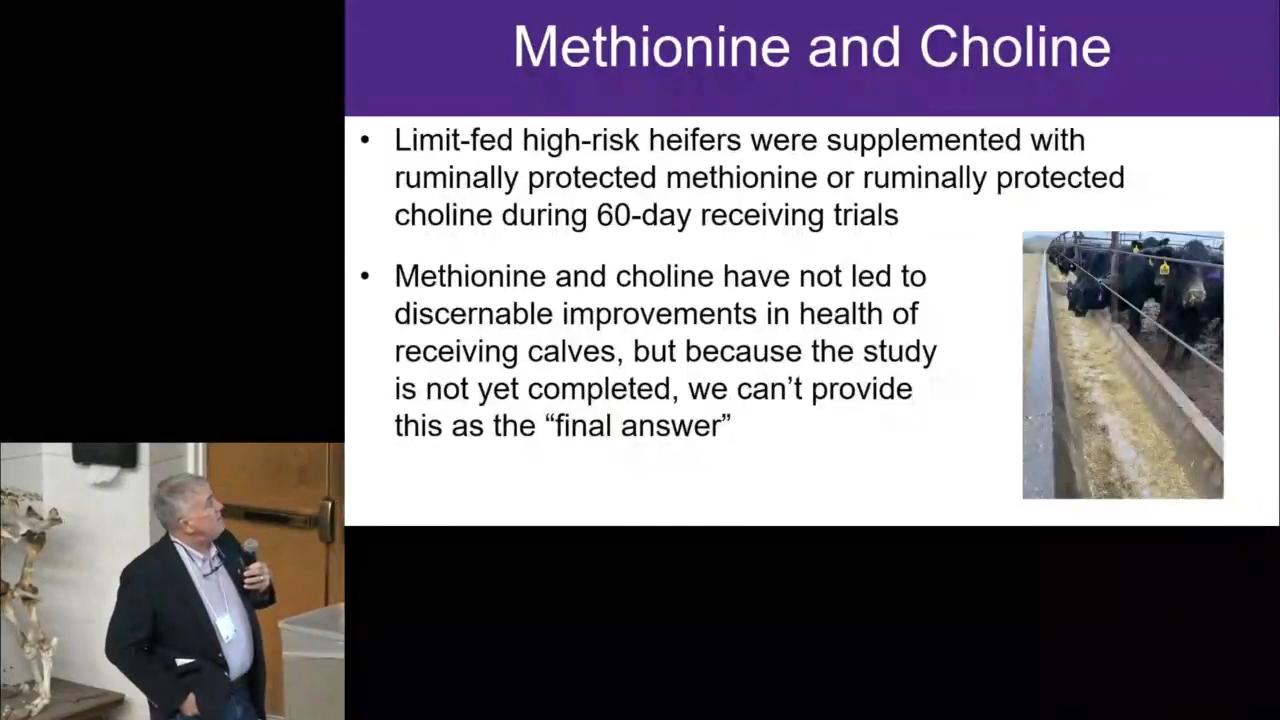 Methionine and Choline
• Limit-fed high-risk heifers were supplemented with
ruminally protected methionine or ruminally protected
choline during 60-day receiving trials
• Methionine and choline have not led to
discernable improvements in health of
receiving calves, but because the study
is not yet completed, we can’t provide
this as the “final answer”